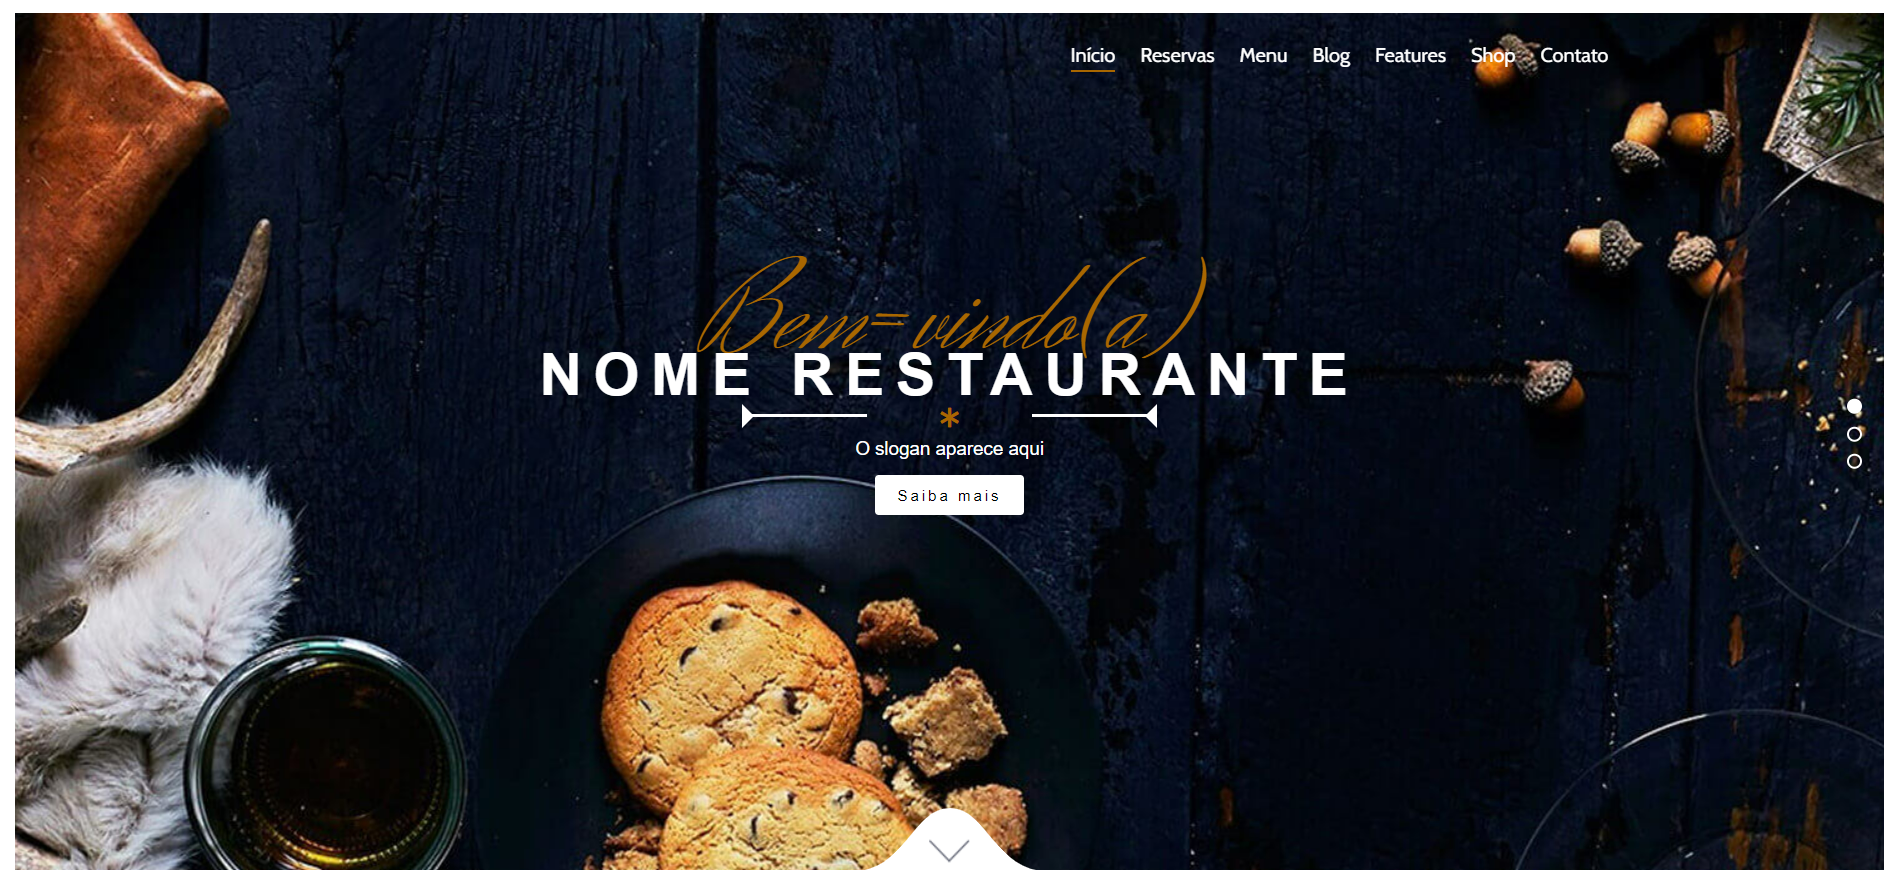 Início Reservas Menu Blog Features Shop Contato
Bem=vindo(a)
NOME RESTAURANTE
*
O slogan aparece aqui
Saiba mais